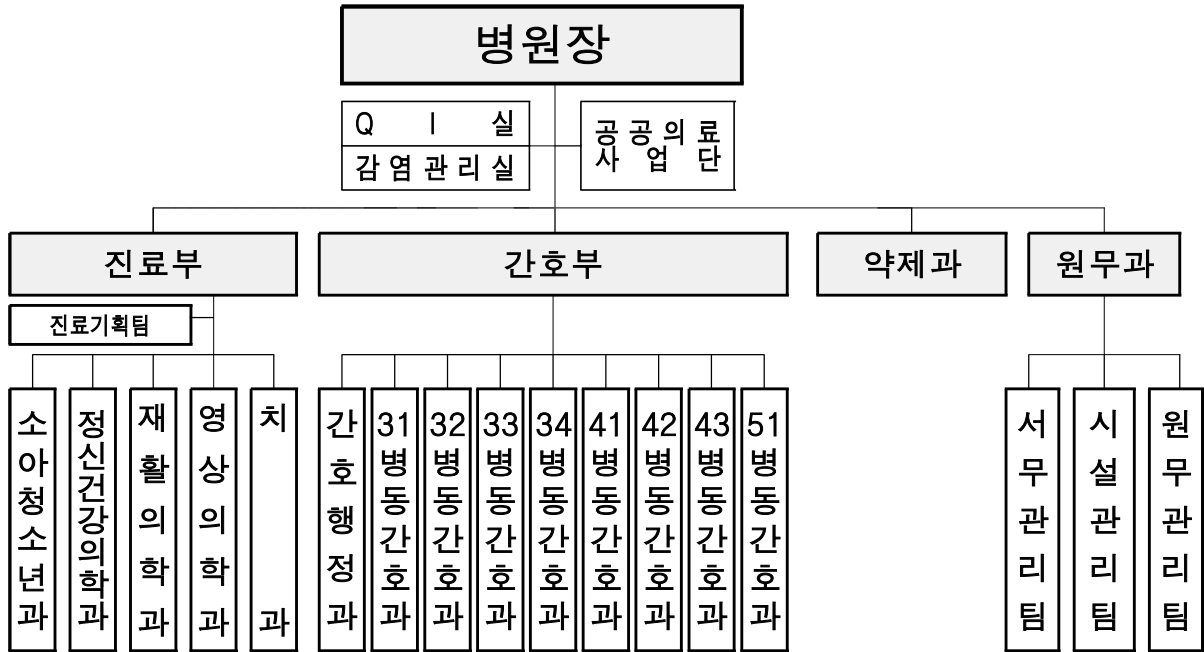 병원장
Q I 실
감염관리실
공공의료
사업단
진료부
간호부
약제과
원무과
진료기획팀
소아청소년과
정신건강의학과
재활의학과
영상의학과
치과
간호행정과
31병동간호과
32병동간호과
33병동간호과
34병동간호과
41병동간호과
42병동간호과
43병동간호과
51병동간호과
서무관리팀
시설관리팀
원무관리팀